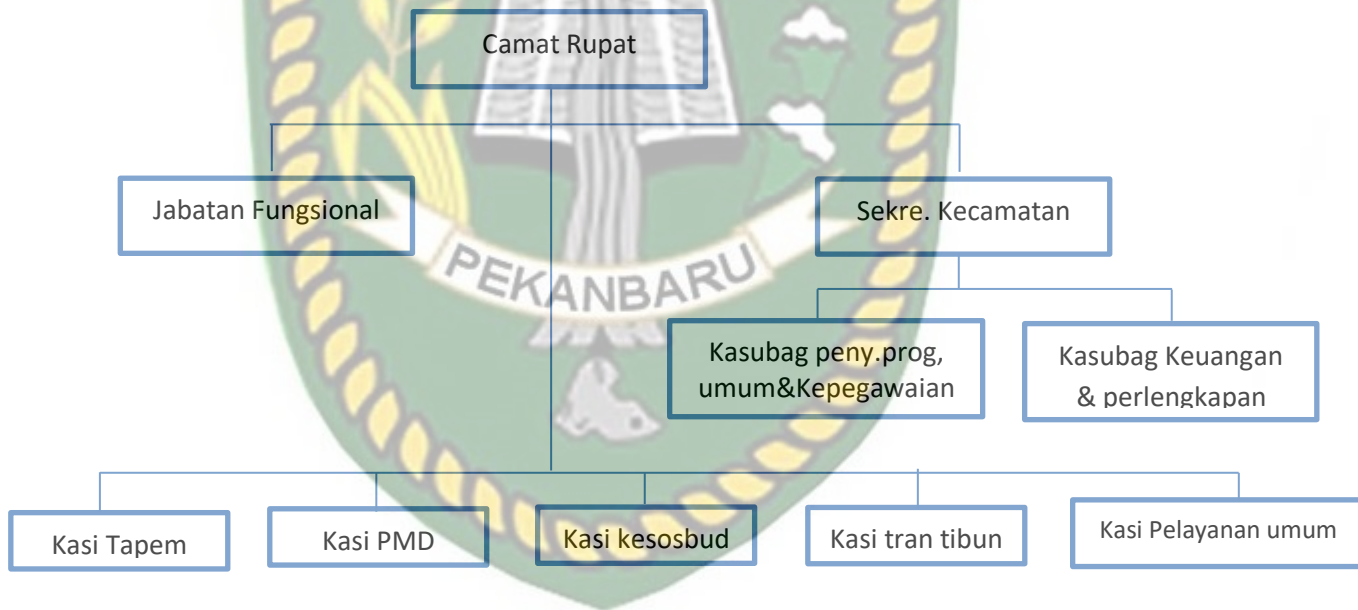 Camat Rupat
Jabatan Fungsional
Sekre. Kecamatan
PEKANBARU
Kasubag peny.prog,
umum&Kepegawaian
Kasubag Keuangan
& perlengkapan
Kasi Tapem
Kasi PMD
Kasi kesosbud
Kasi tran tibun
Kasi Pelayanan umum